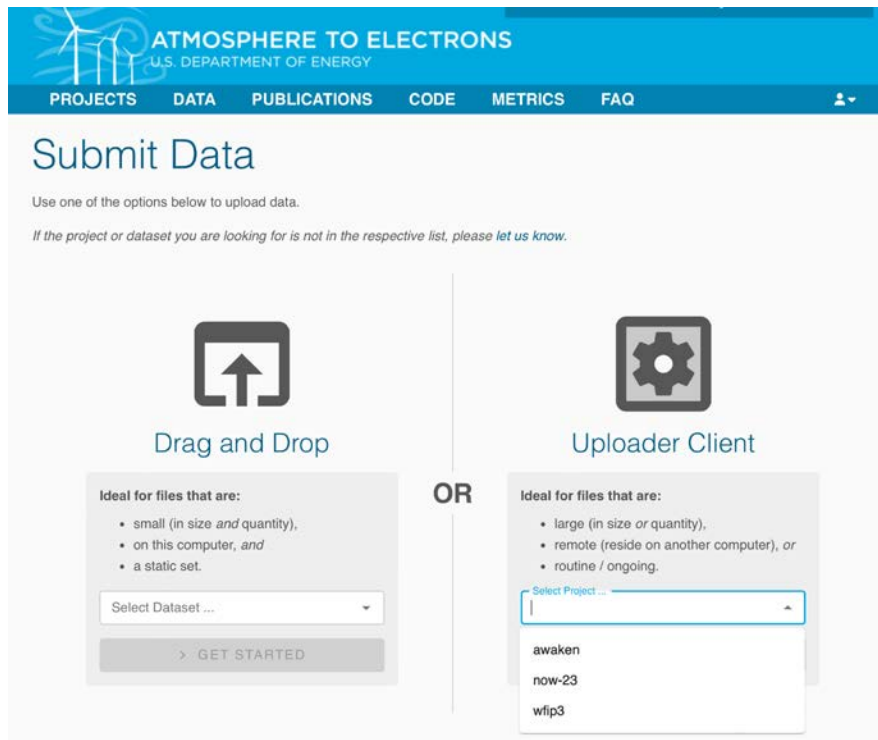 ATMOSPHERE TO ELECTRONS
U.S. DEPARTMENT OF ENERGY
PROJECTS DATA PUBLICATIONS CODE METRICS FAQ
Submit Data
Use one of the options below to upload data.
If the project or dataset you are looking for is not in the respective list, please let us know.
Drag and Drop
Ideal for files that are:
• small (in size and quantity),
• on this computer, and
• a static set.
Select Dataset ...
> GET STARTED
OR
Uploader Client
Ideal for files that are:
• large (in size or quantity),
• remote (reside on another computer), or
• routine / ongoing.
Select Project ...
awaken
now-23
wfip3